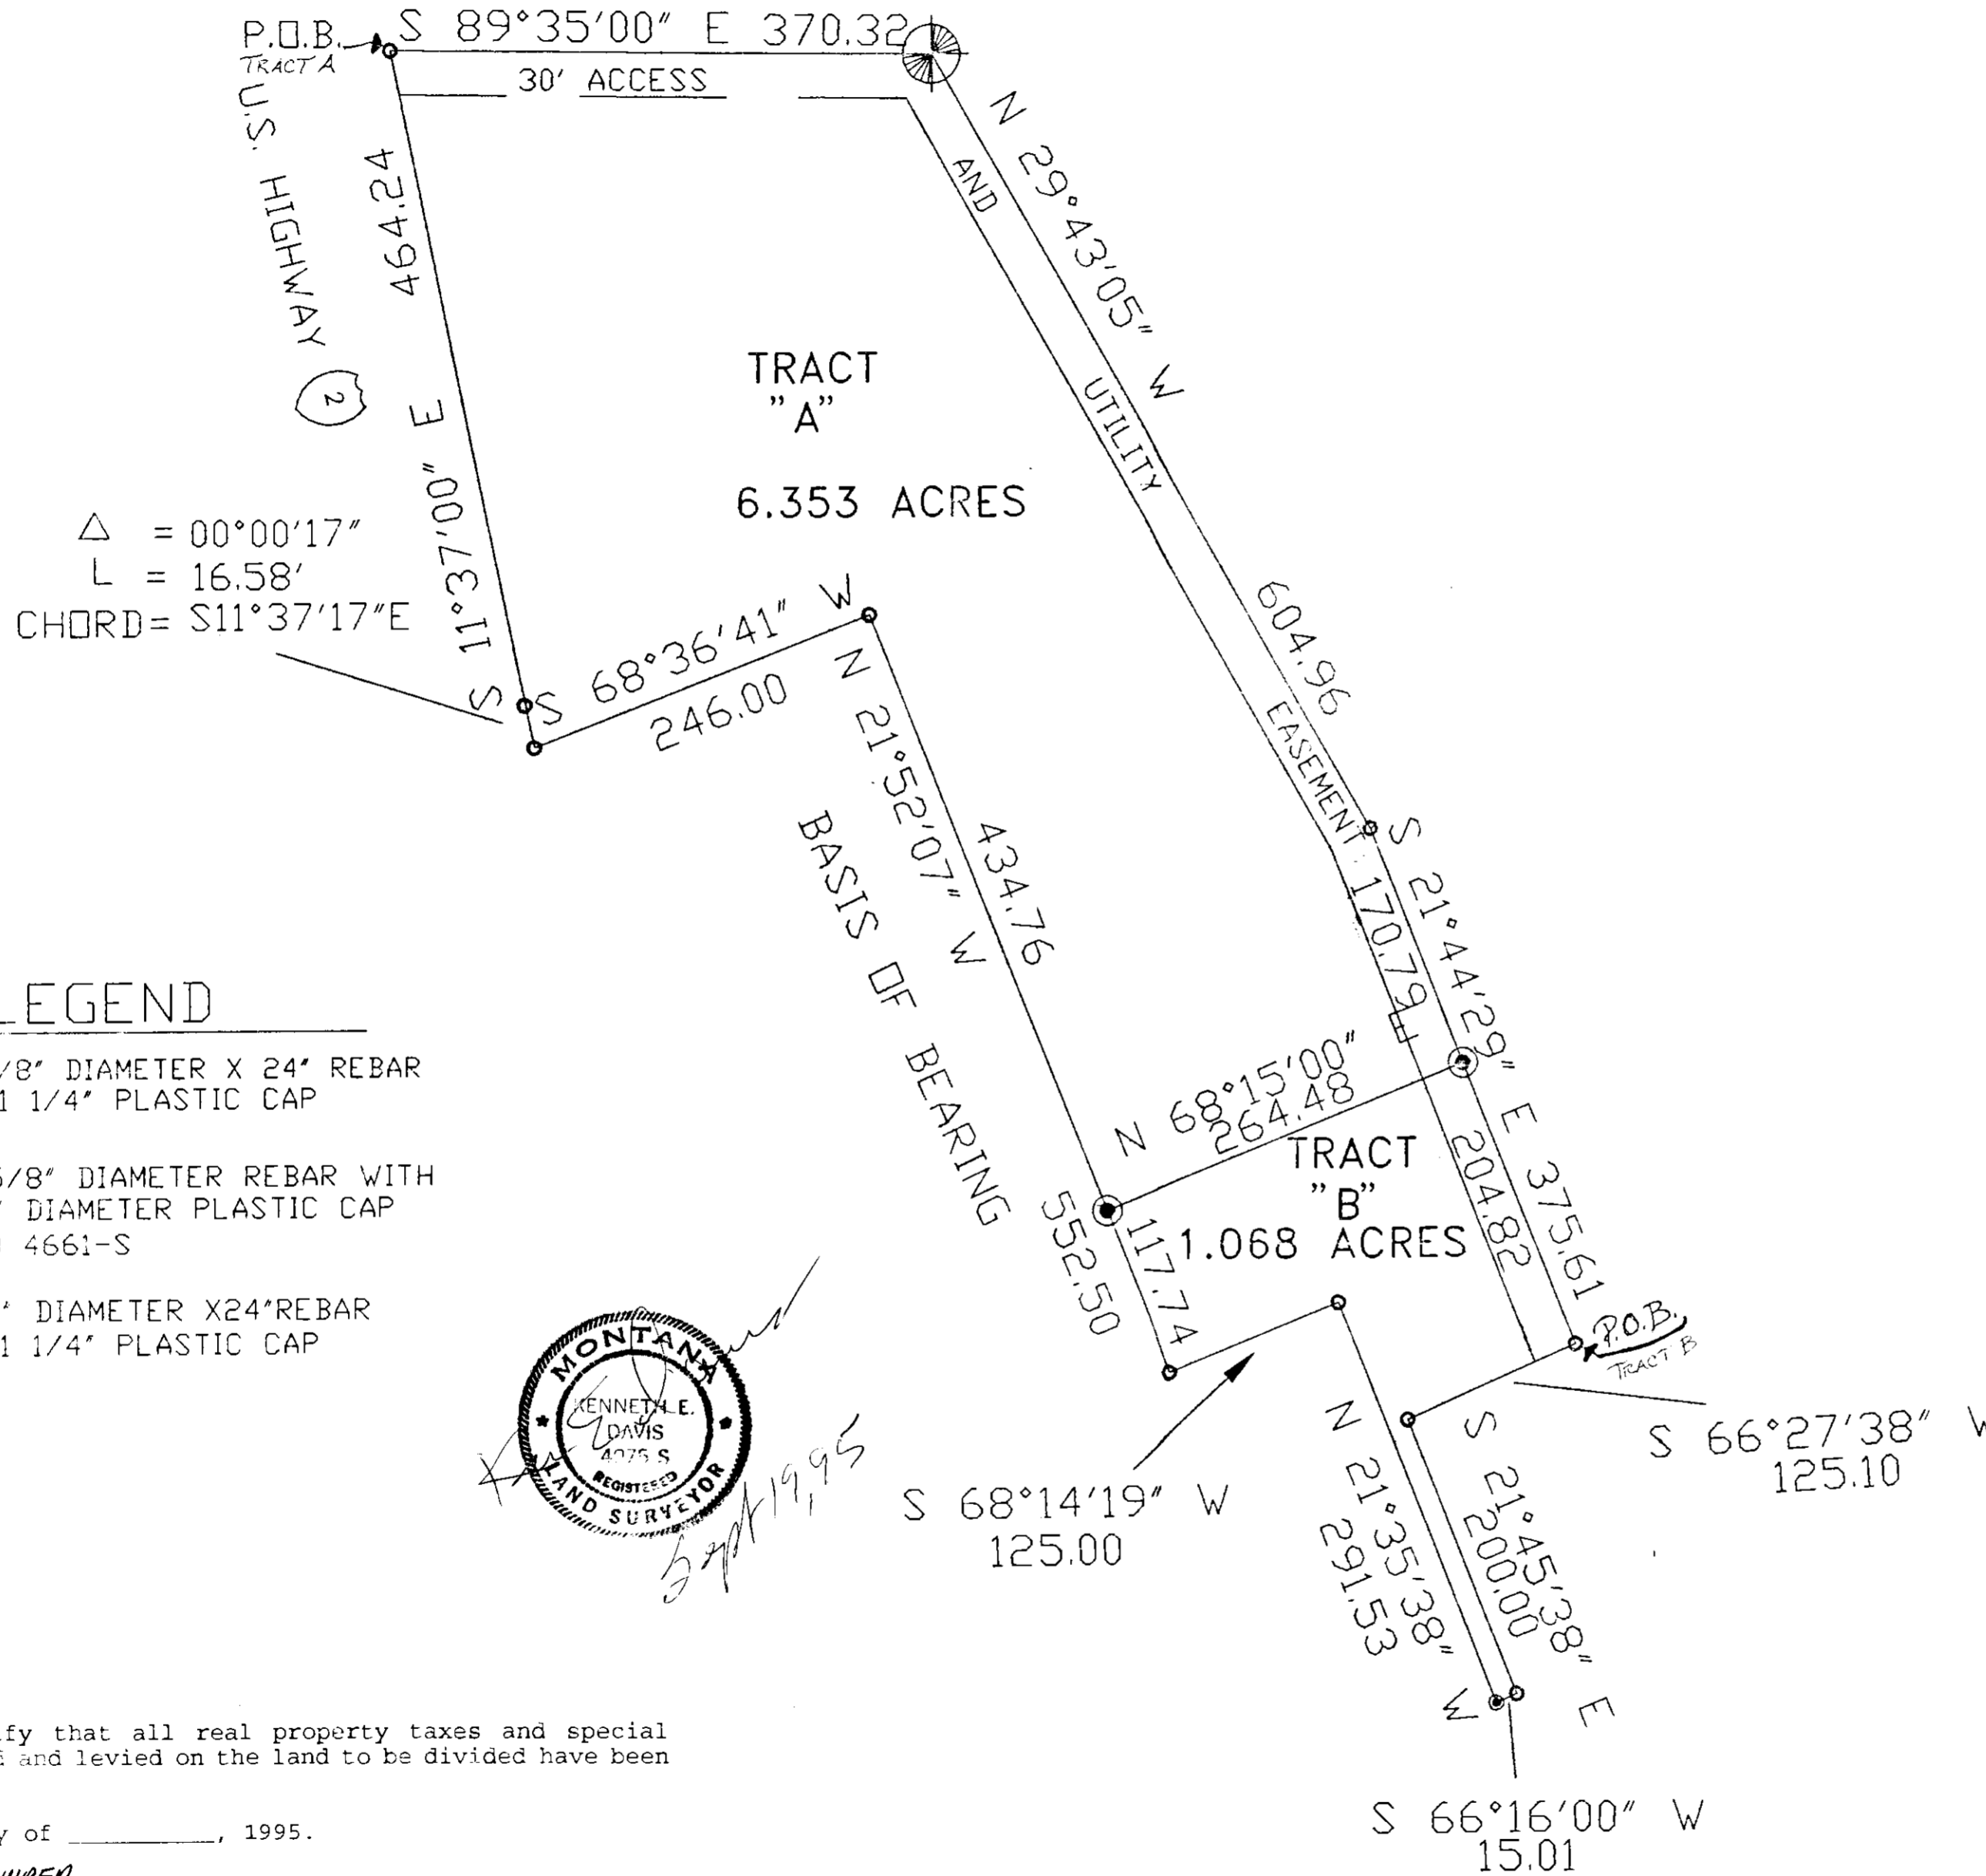 P.O.B.
TRACT A
S 89°35'00" E 370.32
30' ACCESS
U.S. HIGHWAY 2
464.24
S 11°37'00" E
N 29°43'05" W
604.96
AND UTILITY EASEMENT
TRACT
"A"
6.353 ACRES
Δ = 00°00'17"
L = 16.58'
CHORD= S11°37'17"E
S 68°36'41" W
246.00
N 21°52'07" W
434.76
BASIS OF BEARING
552.50
117.74
S 21°44'29" E 375.61
170.79
E
204.82
N 68°15'00"
264.48
TRACT
"B"
1.068 ACRES
P.O.B.
TRACT B
S 66°27'38" W
125.10
S 68°14'19" W
125.00
N 21°35'38" W
291.53
S 21°45'38" E
200.00
S 66°16'00" W
15.01
LEGEND
/8" DIAMETER X 24" REBAR
1 1/4" PLASTIC CAP
5/8" DIAMETER REBAR WITH
" DIAMETER PLASTIC CAP
4661-S
" DIAMETER X24"REBAR
1 1/4" PLASTIC CAP
MONTANA
KENNETH E.
DAVIS
4975 S
REGISTERED
LAND SURVEYOR
Sept 19, 95
ify that all real property taxes and special
and levied on the land to be divided have been
y of __________, 1995.